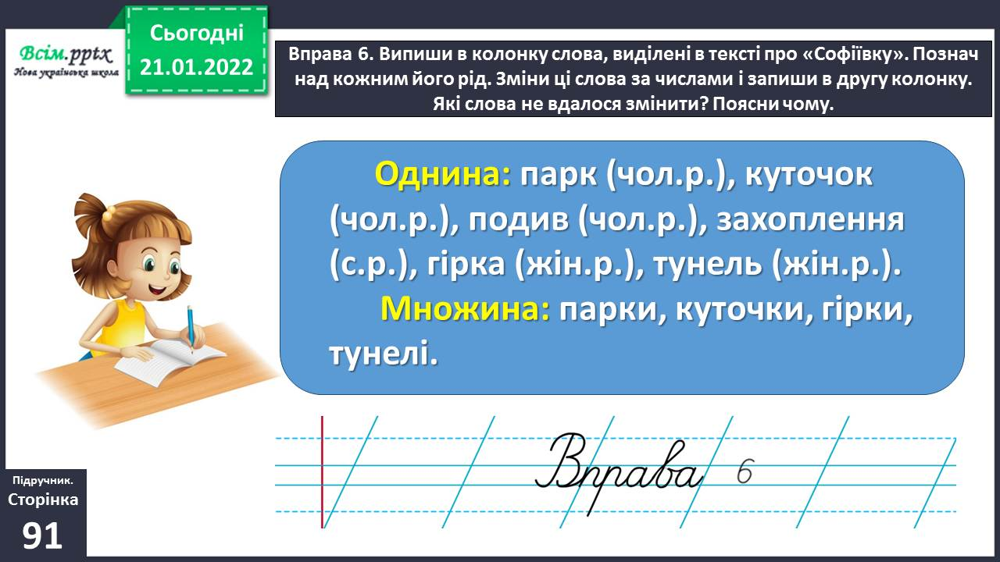 Сьогодні
21.01.2022
Всім.pptx
Нова українська школа
Вправа 6. Випиши в колонку слова, виділені в тексті про «Софіївку». Познач
над кожним його рід. Зміни ці слова за числами і запиши в другу колонку.
Які слова не вдалося змінити? Поясни чому.
Однина: парк (чол.р.), куточок
(чол.р.), подив (чол.р.), захоплення
(с.р.), гірка (жін.р.), тунель (жін.р.).
Множина: парки, куточки, гірки,
тунелі.
Вправа 6
Підручник.
Сторінка
91